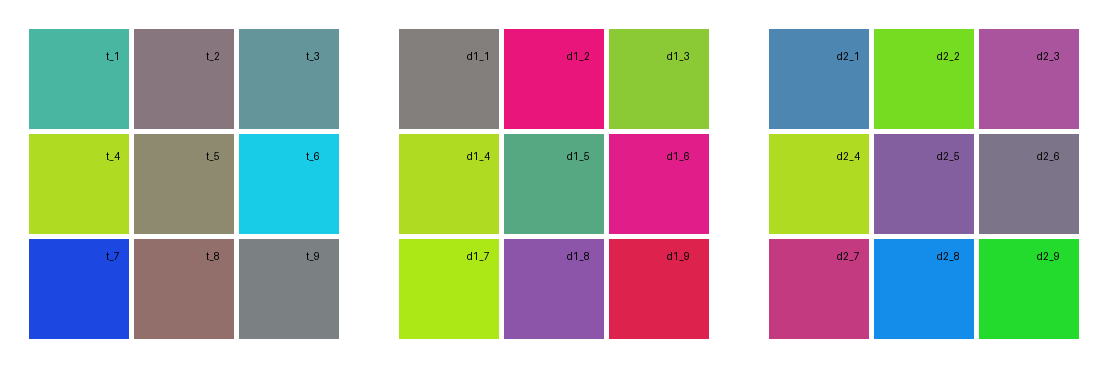 t_1 t_2 t_3 d1_1 d1_2 d1_3 d2_1 d2_2 d2_3
t_4 t_5 t_6 d1_4 d1_5 d1_6 d2_4 d2_5 d2_6
t_7 t_8 t_9 d1_7 d1_8 d1_9 d2_7 d2_8 d2_9